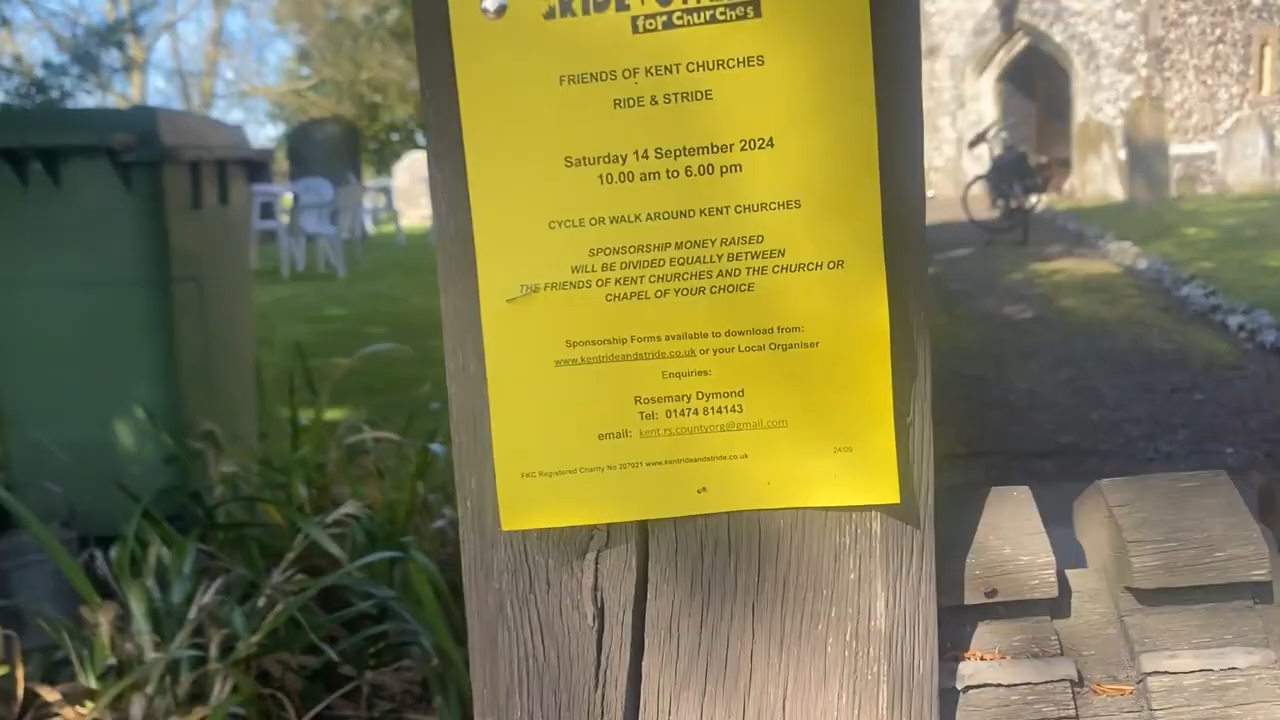 for Churches
FRIENDS OF KENT CHURCHES
RIDE & STRIDE
Saturday 14 September 2024
10.00 am to 6.00 pm
CYCLE OR WALK AROUND KENT CHURCHES
SPONSORSHIP MONEY RAISED
WILL BE DIVIDED EQUALLY BETWEEN
THE FRIENDS OF KENT CHURCHES AND THE CHURCH OR
CHAPEL OF YOUR CHOICE
Sponsorship Forms available to download from:
www.kentrideandstride.co.uk or your Local Organiser
Enquiries:
Rosemary Dymond
Tel: 01474 814143
email: kent.rs.countyorg@gmail.com
FKC Registered Charity No 207021 www.kentrideandstride.co.uk
24/09